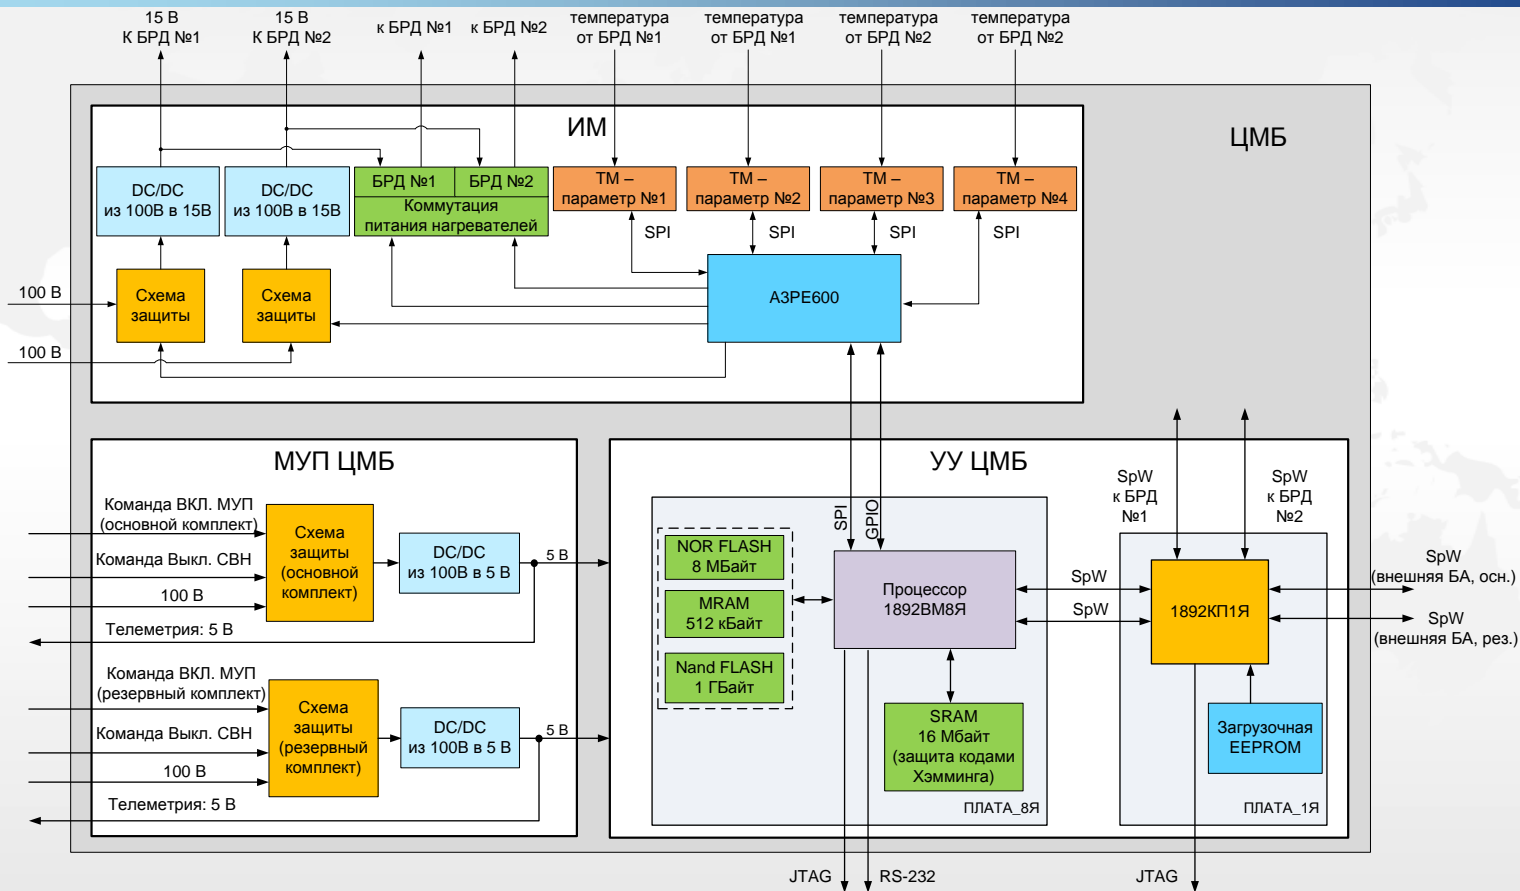 15 В
К БРД №1
15 В
К БРД №2
к БРД №1
к БРД №2
температура
от БРД №1
температура
от БРД №1
температура
от БРД №2
температура
от БРД №2
ИМ
ЦМБ
DC/DC
из 100В в 15В
DC/DC
из 100В в 15В
БРД №1
БРД №2
Коммутация
питания нагревателей
ТМ –
параметр №1
ТМ –
параметр №2
ТМ –
параметр №3
ТМ –
параметр №4
SPI
SPI
SPI
SPI
100 В
Схема
защиты
Схема
защиты
A3PE600
100 В
МУП ЦМБ
УУ ЦМБ
Команда ВКЛ. МУП
(основной комплект)
Команда Выкл. СВН
100 В
Телеметрия: 5 В
Схема
защиты
(основной
комплект)
DC/DC
из 100В в 5 В
5 В
Команда ВКЛ. МУП
(резервный комплект)
Команда Выкл. СВН
100 В
Телеметрия: 5 В
Схема
защиты
(резервный
комплект)
DC/DC
из 100В в 5 В
5 В
SPI
GPIO
NOR FLASH
8 МБайт
MRAM
512 кБайт
Nand FLASH
1 ГБайт
Процессор
1892ВМ8Я
SRAM
16 Мбайт
(защита кодами
Хэмминга)
ПЛАТА_8Я
SpW
SpW
SpW
к БРД
№1
SpW
к БРД
№2
1892КП1Я
Загрузочная
EEPROM
ПЛАТА_1Я
SpW
(внешняя БА, осн.)
SpW
(внешняя БА, рез.)
JTAG
RS-232
JTAG